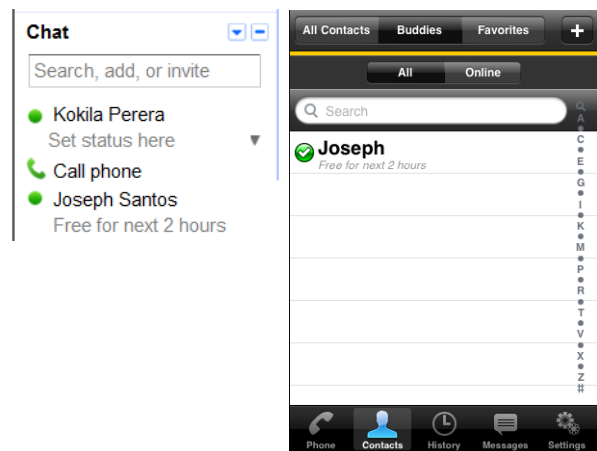 Chat
Search, add, or invite
Kokila Perera
Set status here
Call phone
Joseph Santos
Free for next 2 hours
All Contacts Buddies Favorites +
All Online
Search
Joseph
Free for next 2 hours
A
C
E
G
I
K
M
P
R
T
V
X
Z
#
Phone Contacts History Messages Settings